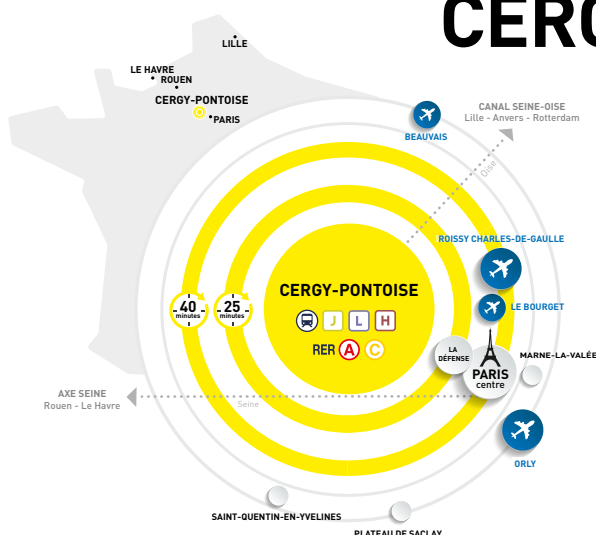 CERG
LILLE
LE HAVRE
ROUEN
CERGY-PONTOISE
PARIS
CANAL SEINE-OISE
Lille - Anvers - Rotterdam
BEAUVAIS
Oise
ROISSY CHARLES-DE-GAULLE
CERGY-PONTOISE
40
minutes
25
minutes
J L H
LE BOURGET
RER A C
LA
DÉFENSE
PARIS
centre
MARNE-LA-VALÉE
AXE SEINE
Rouen - Le Havre
Seine
ORLY
SAINT-QUENTIN-EN-YVELINES
PLATEAU DE SACLAY